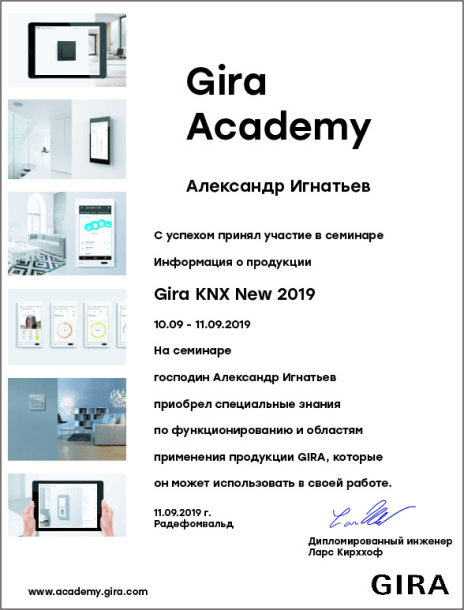 Gira
Academy
Александр Игнатьев
С успехом принял участие в семинаре
Информация о продукции
Gira KNX New 2019
10.09 - 11.09.2019
На семинаре
господин Александр Игнатьев
приобрел специальные знания
по функционированию и областям
применения продукции GIRA, которые
он может использовать в своей работе.
11.09.2019 г.
Радефомвальд
Дипломированный инженер
Ларс Кирххоф
www.academy.gira.com
GIRA